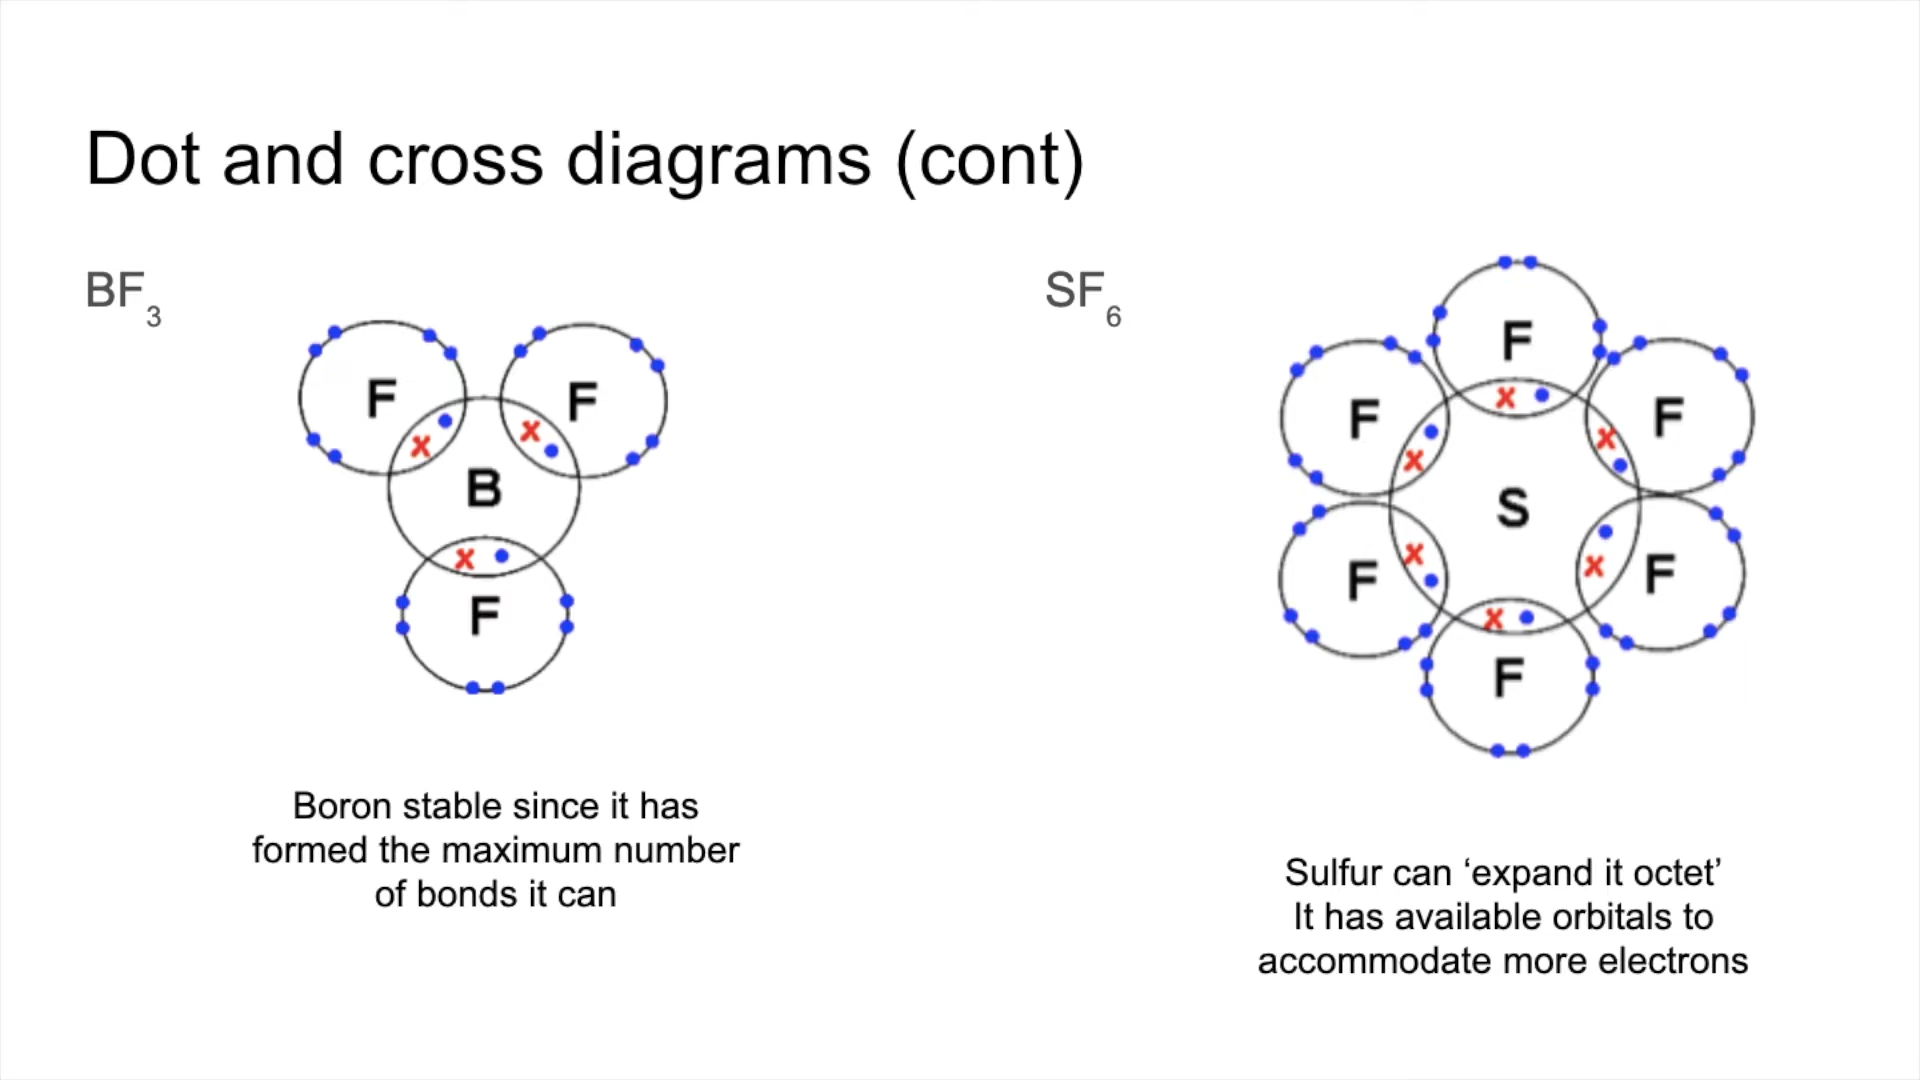 Dot and cross diagrams (cont)
BF3
F F
B
F
Boron stable since it has
formed the maximum number
of bonds it can
SF6
F
F F
S
F F
F
Sulfur can ‘expand it octet’
It has available orbitals to
accommodate more electrons